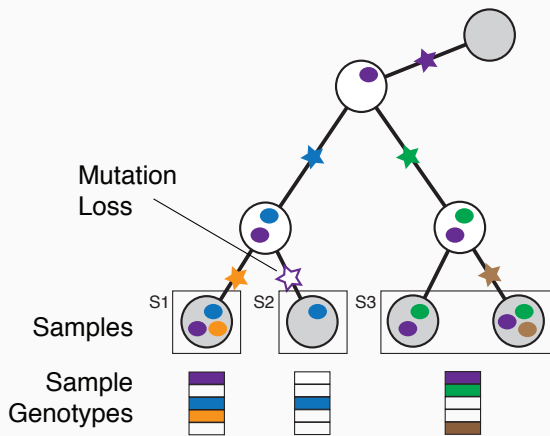 Mutation
Loss
S1
S2
S3
Samples
Sample
Genotypes